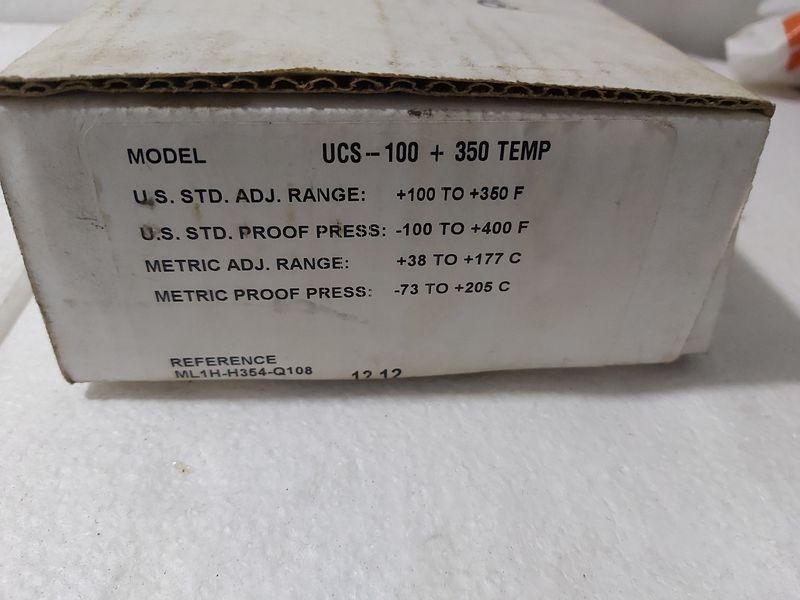 MODEL UCS-100 + 350 TEMP
U.S. STD. ADJ. RANGE: +100 TO +350 F
U.S. STD. PROOF PRESS: -100 TO +400 F
METRIC ADJ. RANGE: +38 TO +177 C
METRIC PROOF PRESS: -73 TO +205 C
REFERENCE
ML1H-H354-Q108 12 12